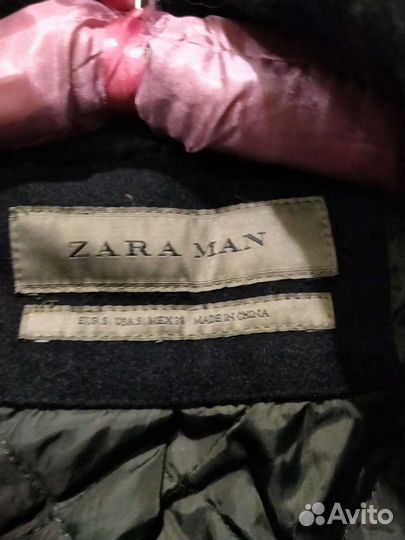 ZARA MAN
EUR S USA S MEX 38 MADE IN CHINA
Avito